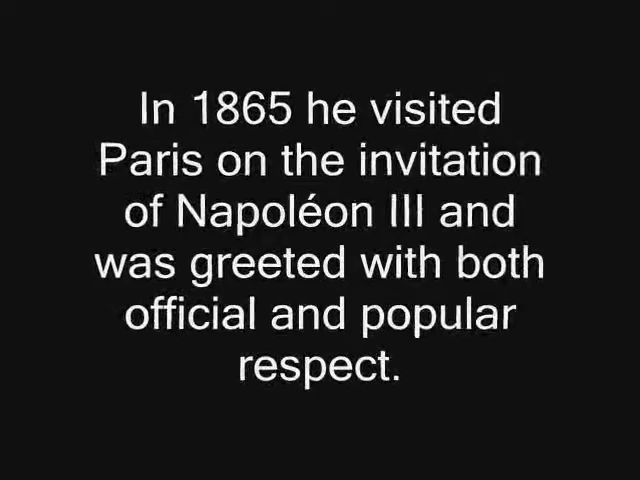 In 1865 he visited
Paris on the invitation
of Napoléon III and
was greeted with both
official and popular
respect.